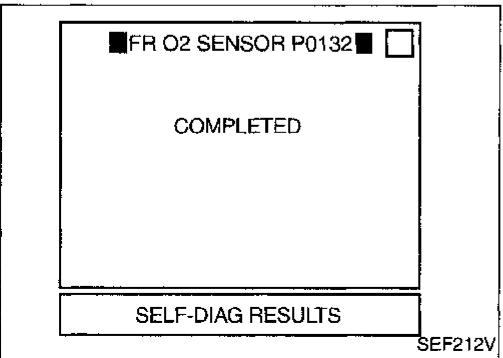 FR O2 SENSOR P0132
COMPLETED
SELF-DIAG RESULTS
SEF212V